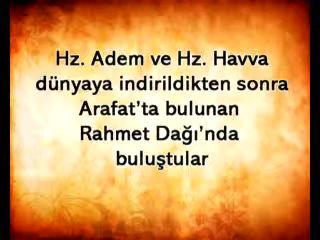 Hz. Adem ve Hz. Havva
dünyaya indirildikten sonra
Arafat'ta bulunan
Rahmet Dağı'nda
buluştular